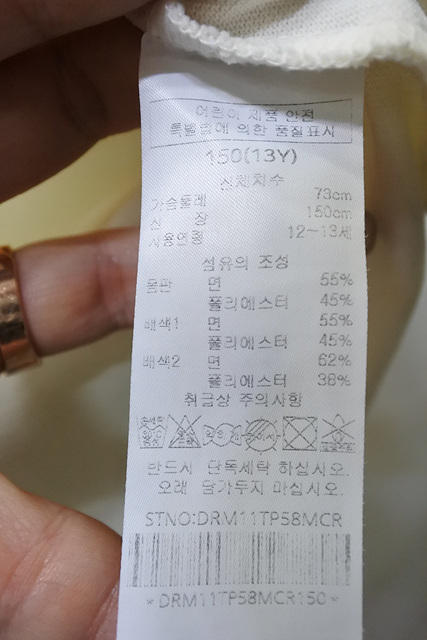 어린이 제품 안전
특별법에 의한 품질표시
150(13Y)
신체치수
가슴둘레 73cm
신 장 150cm
사용연령 12~13세
섬유의 조성
몸판 면 55%
폴리에스터 45%
배색1 면 55%
폴리에스터 45%
배색2 면 62%
폴리에스터 38%
취급상 주의사항
반드시 단독세탁 하십시오.
오래 담가두지 마십시오.
STNO:DRM11TP58MCR
*DRM11TP58MCR150*